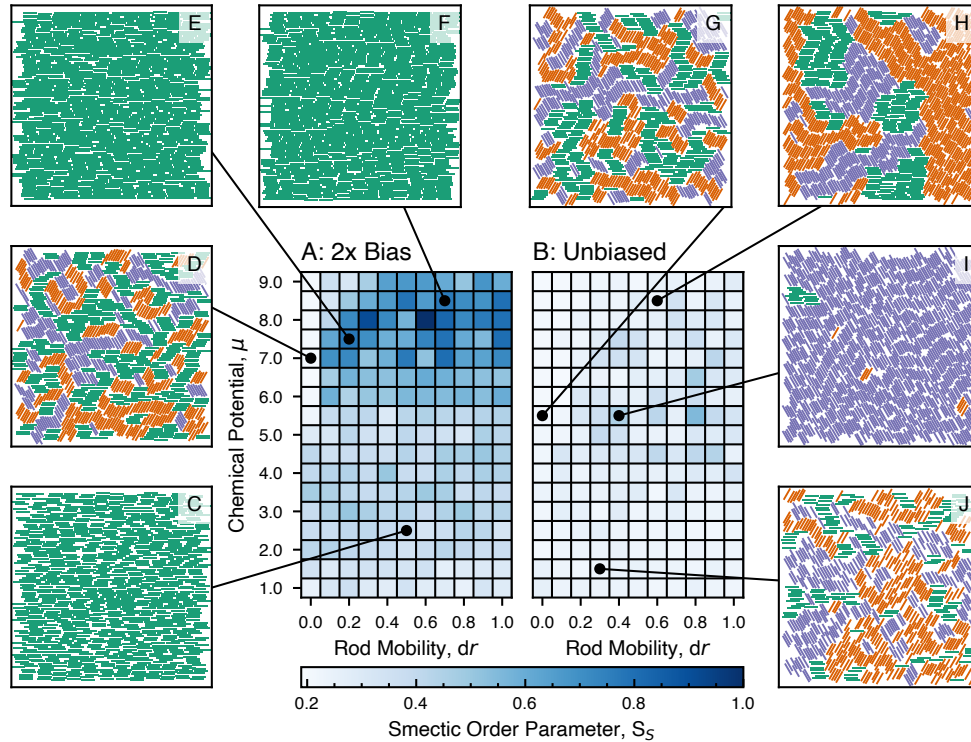 E
F
G
H
D
A: 2x Bias
B: Unbiased
I
C
J
Chemical Potential, μ
9.0
8.0
7.0
6.0
5.0
4.0
3.0
2.0
1.0
0.0 0.2 0.4 0.6 0.8 1.0
0.0 0.2 0.4 0.6 0.8 1.0
Rod Mobility, dr
Rod Mobility, dr
0.2 0.4 0.6 0.8 1.0
Smectic Order Parameter, S_S